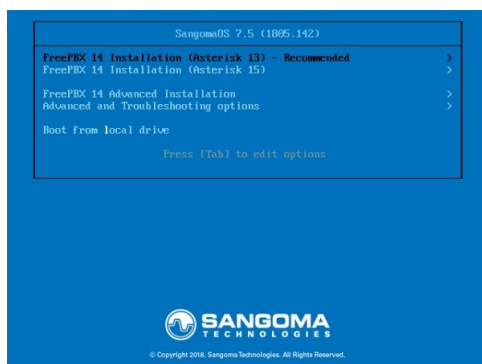 SangomaOS 7.5 (1805.142)
FreePBX 14 Installation (Asterisk 13) - Recommended >
FreePBX 14 Installation (Asterisk 15) >
FreePBX 14 Advanced Installation >
Advanced and Troubleshooting options >
Boot from local drive
Press [Tab] to edit options
SANGOMA
TECHNOLOGIES
© Copyright 2018. Sangoma Technologies. All Rights Reserved.